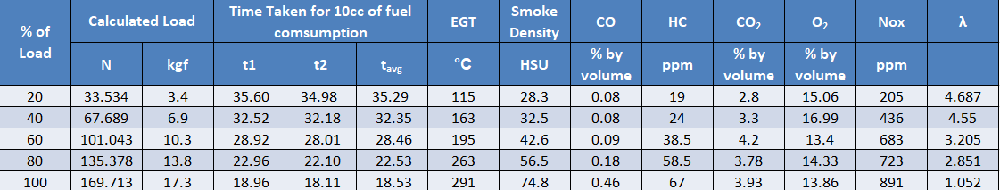 % of Load Calculated Load Time Taken for 10cc of fuel comsumption EGT Smoke Density CO HC CO₂ O₂ Nox λ
N kgf t1 t2 tavg °C HSU % by volume ppm % by volume % by volume ppm
20 33.534 3.4 35.60 34.98 35.29 115 28.3 0.08 19 2.8 15.06 205 4.687
40 67.689 6.9 32.52 32.18 32.35 163 32.5 0.08 24 3.3 16.99 436 4.55
60 101.043 10.3 28.92 28.01 28.46 195 42.6 0.09 38.5 4.2 13.4 683 3.205
80 135.378 13.8 22.96 22.10 22.53 263 56.5 0.18 58.5 3.78 14.33 723 2.851
100 169.713 17.3 18.96 18.11 18.53 291 74.8 0.46 67 3.93 13.86 891 1.052